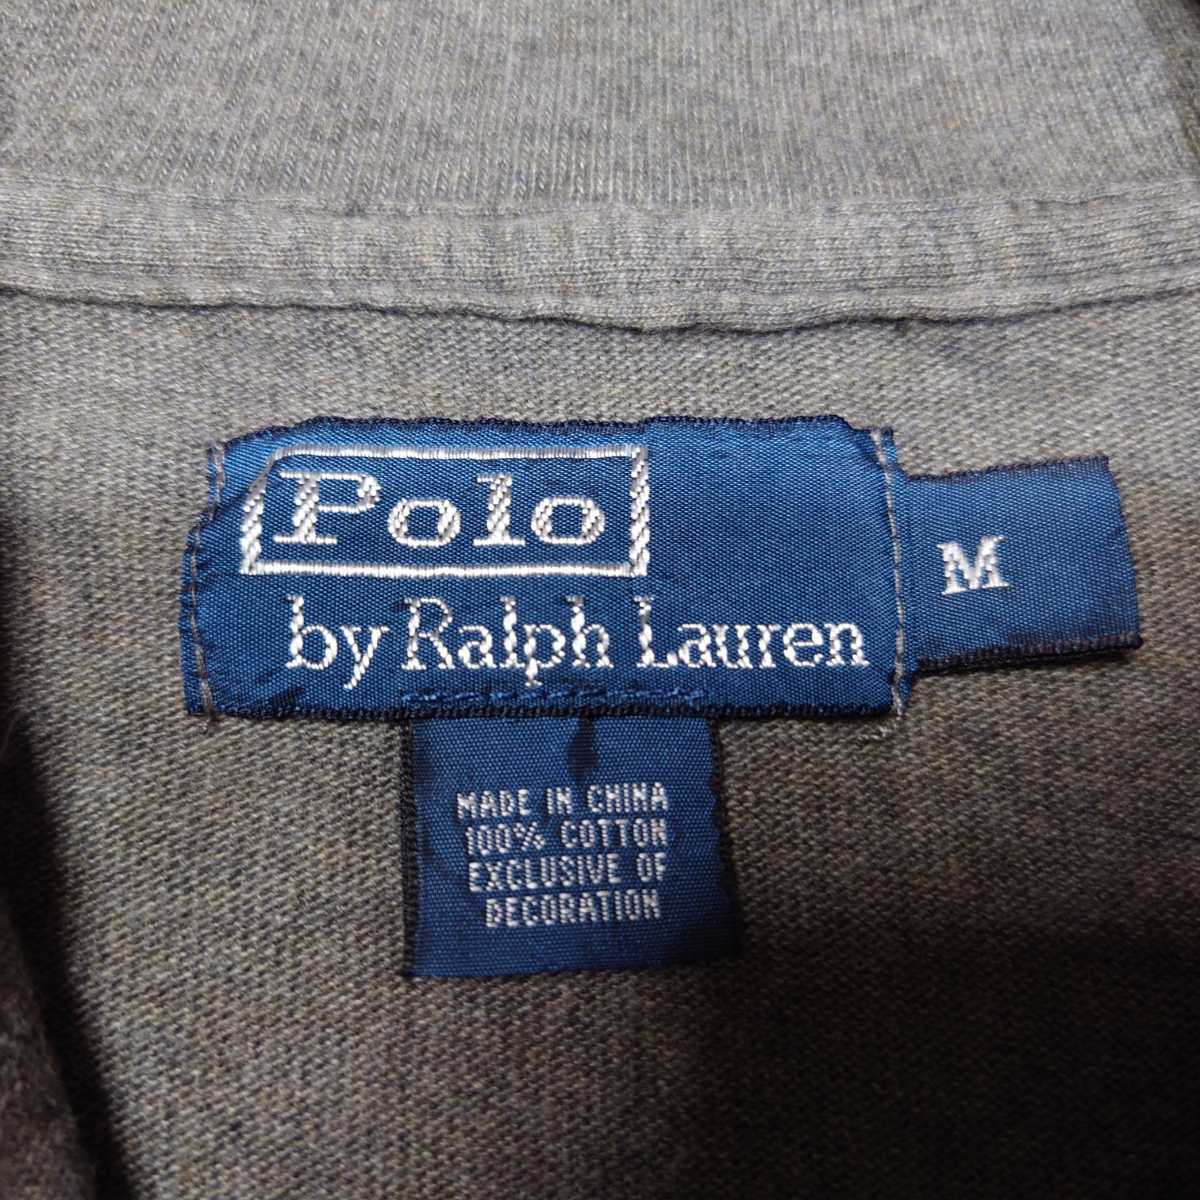 Polo
by Ralph Lauren
M
MADE IN CHINA
100% COTTON
EXCLUSIVE OF
DECORATION